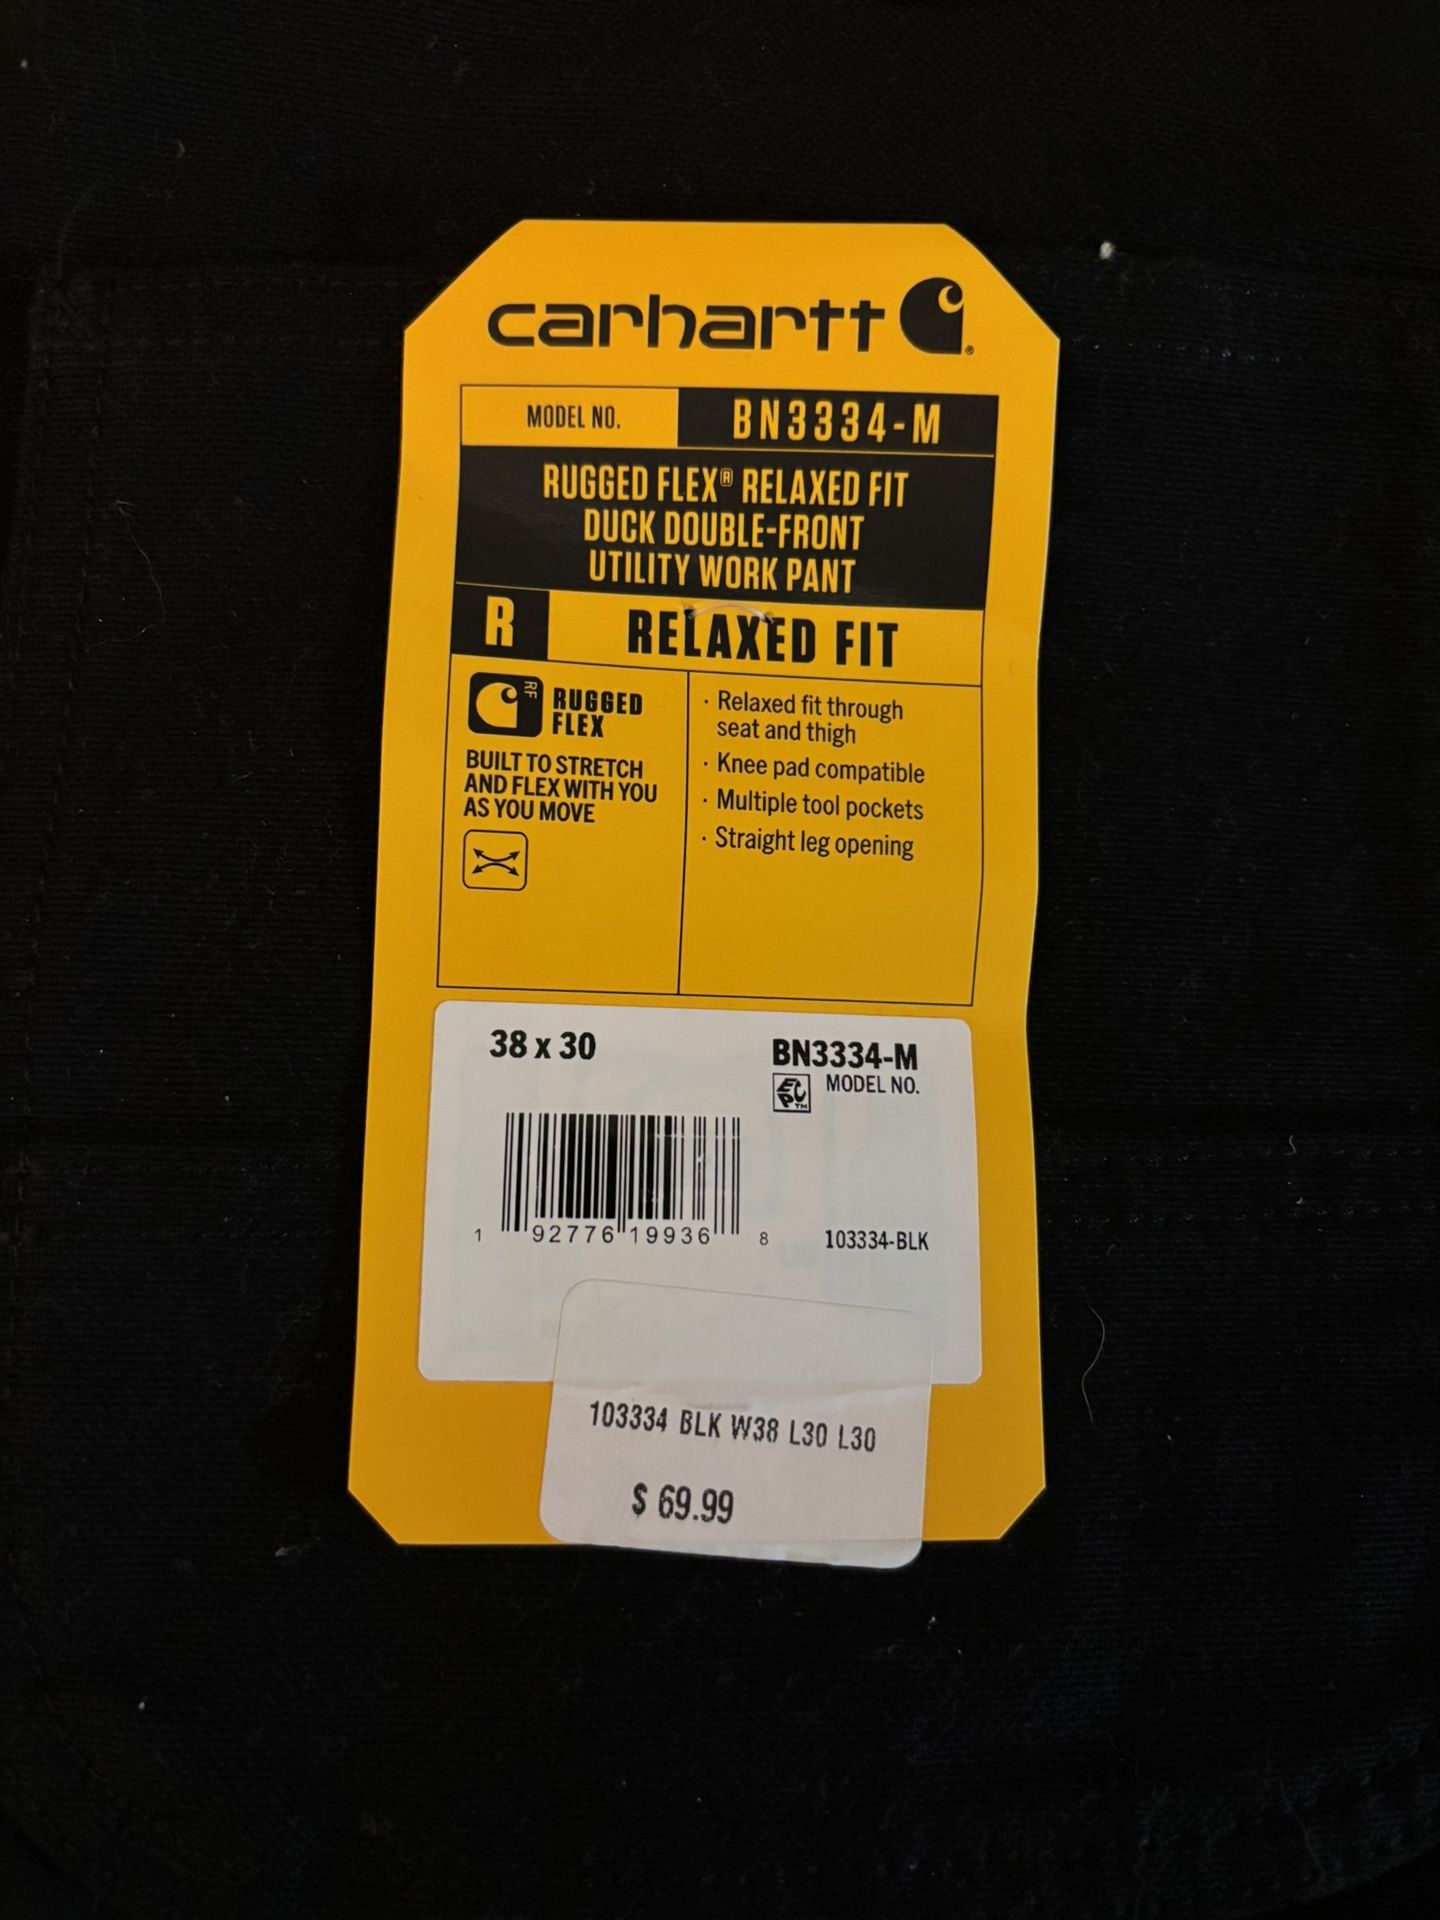 carhartt
MODEL NO. BN3334-M
RUGGED FLEX® RELAXED FIT
DUCK DOUBLE-FRONT
UTILITY WORK PANT
R RELAXED FIT
RF
RUGGED
FLEX
BUILT TO STRETCH
AND FLEX WITH YOU
AS YOU MOVE
· Relaxed fit through
seat and thigh
· Knee pad compatible
· Multiple tool pockets
· Straight leg opening
38 x 30
BN3334-M
EPC™ MODEL NO.
1 92776 19936 8
103334-BLK
103334 BLK W38 L30 L30
$ 69.99